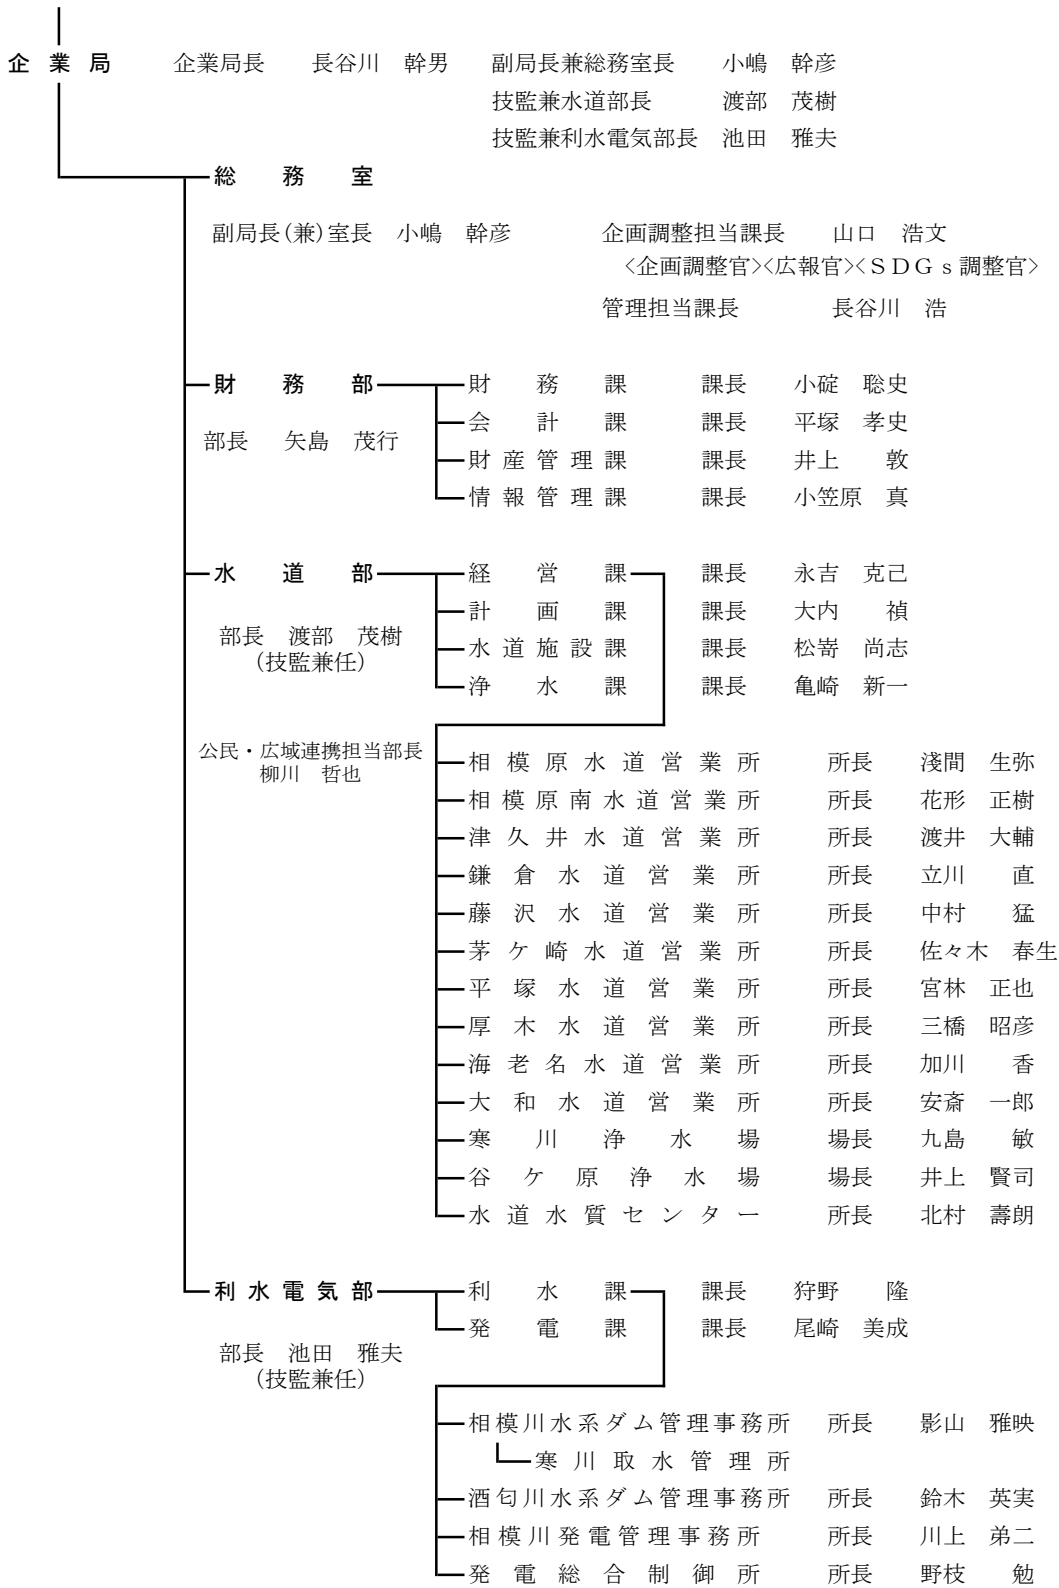 企業局　企業局長　長谷川　幹男　副局長兼総務室長　小嶋　幹彦
技監兼水道部長　渡部　茂樹
技監兼利水電気部長　池田　雅夫
総務室
副局長(兼)室長　小嶋　幹彦　企画調整担当課長　山口　浩文
<企画調整官><広報官><ＳＤＧｓ調整官>
管理担当課長　長谷川　浩
財務部　財務課　課長　小碇　聡史
会計課　課長　平塚　孝史
部長　矢島　茂行
財産管理課　課長　井上　敦
情報管理課　課長　小笠原　真
水道部　経営課　課長　永吉　克己
計画課　課長　大内　禎
部長　渡部　茂樹
(技監兼任)
水道施設課　課長　松嵜　尚志
浄水課　課長　亀崎　新一
公民・広域連携担当部長
柳川　哲也
相模原水道営業所　所長　淺間　生弥
相模原南水道営業所　所長　花形　正樹
津久井水道営業所　所長　渡井　大輔
鎌倉水道営業所　所長　立川　直
藤沢水道営業所　所長　中村　猛
茅ケ崎水道営業所　所長　佐々木　春生
平塚水道営業所　所長　宮林　正也
厚木水道営業所　所長　三橋　昭彦
海老名水道営業所　所長　加川　香
大和水道営業所　所長　安斎　一郎
寒川浄水場　場長　九島　敏
谷ケ原浄水場　場長　井上　賢司
水道水質センター　所長　北村　壽朗
利水電気部　利水課　課長　狩野　隆
発電課　課長　尾崎　美成
部長　池田　雅夫
(技監兼任)
相模川水系ダム管理事務所　所長　影山　雅映
寒川取水管理所
酒匂川水系ダム管理事務所　所長　鈴木　英実
相模川発電管理事務所　所長　川上　弟二
発電総合制御所　所長　野枝　勉